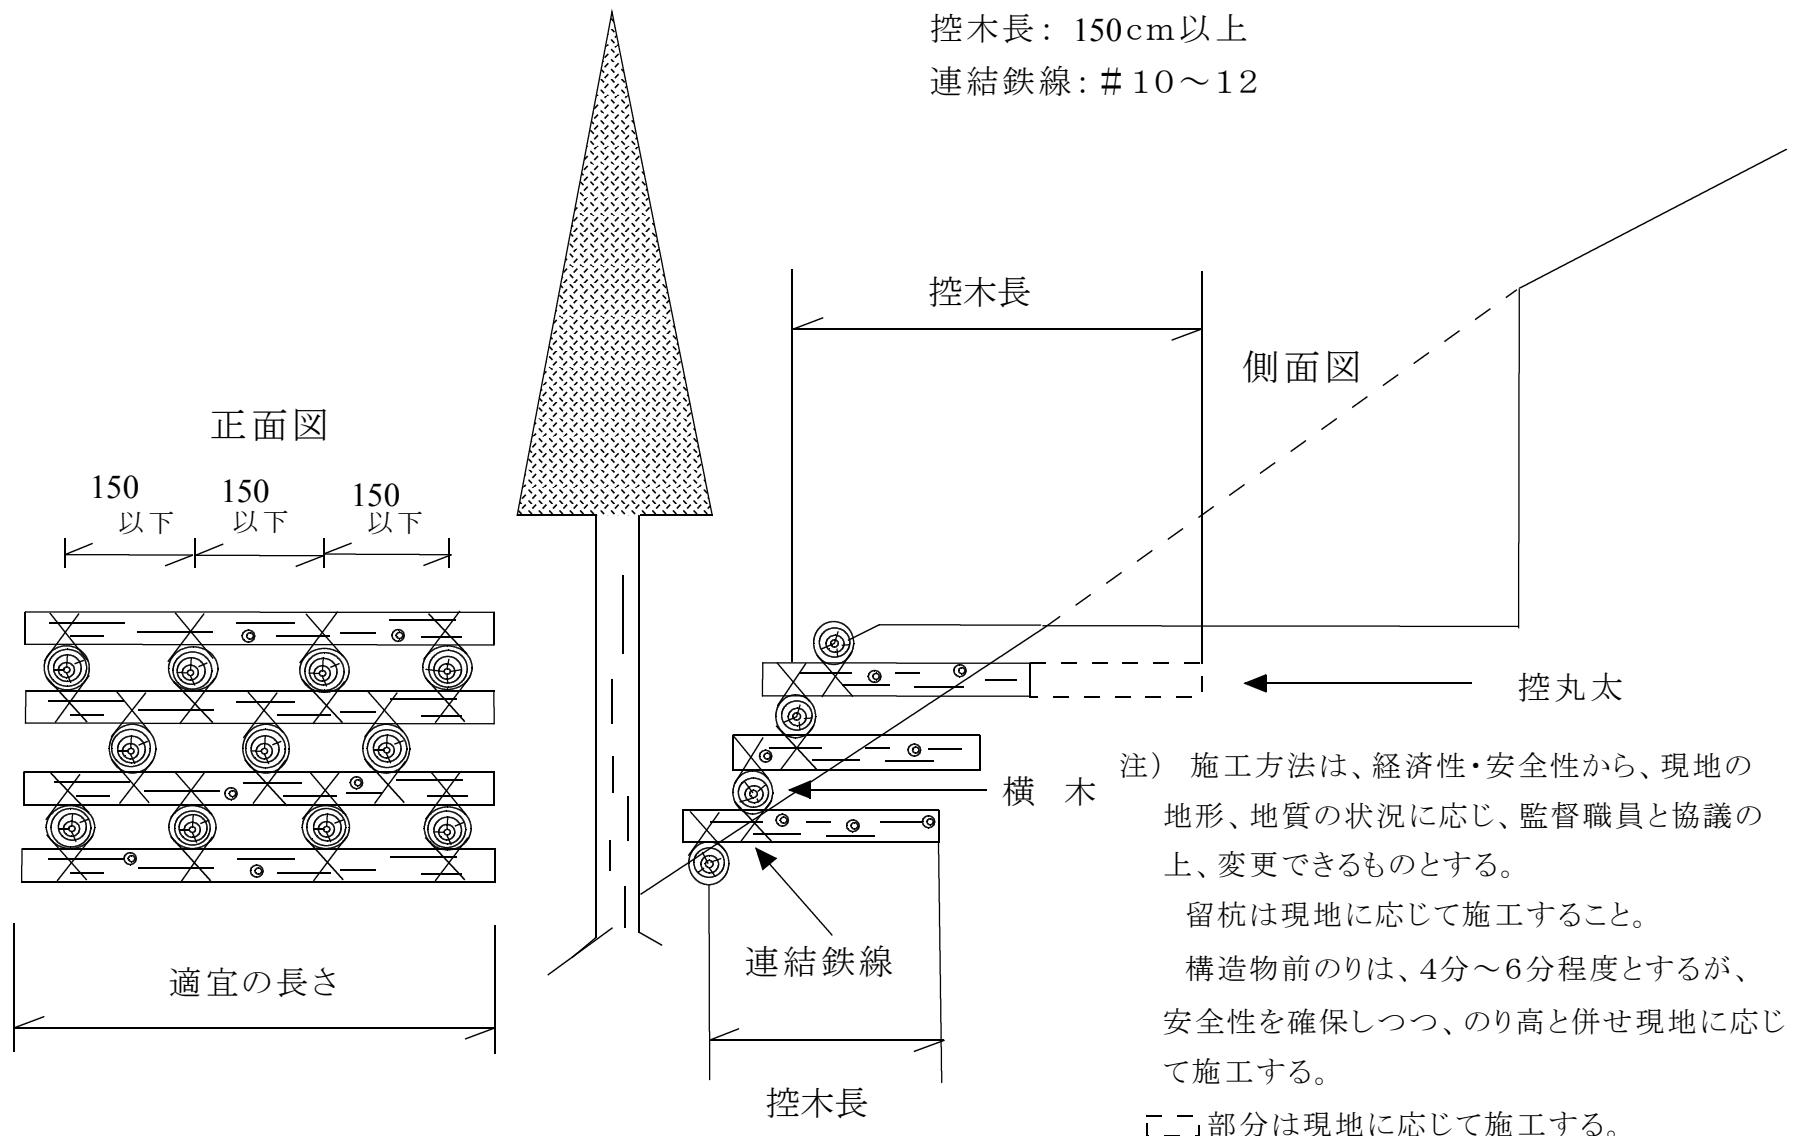 控木長：150cm以上
連結鉄線：＃10～12
控木長
側面図
正面図
150 150 150
以下 以下 以下
控丸太
横 木
連結鉄線
適宜の長さ
控木長
注） 施工方法は、経済性・安全性から、現地の
地形、地質の状況に応じ、監督職員と協議の
上、変更できるものとする。
留杭は現地に応じて施工すること。
構造物前のりは、4分～6分程度とするが、
安全性を確保しつつ、のり高と併せ現地に応じ
て施工する。
部分は現地に応じて施工する。